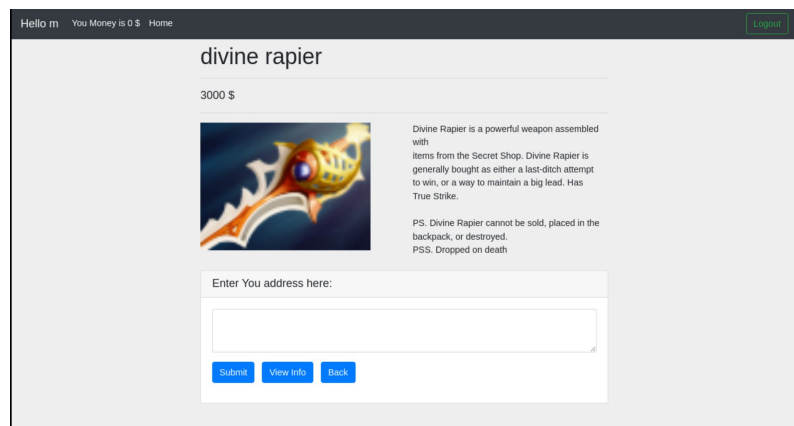 Hello m You Money is 0 $ Home Logout
divine rapier
3000 $
Divine Rapier is a powerful weapon assembled
with
items from the Secret Shop. Divine Rapier is
generally bought as either a last-ditch attempt
to win, or a way to maintain a big lead. Has
True Strike.
PS. Divine Rapier cannot be sold, placed in the
backpack, or destroyed.
PSS. Dropped on death
Enter You address here:
Submit View Info Back